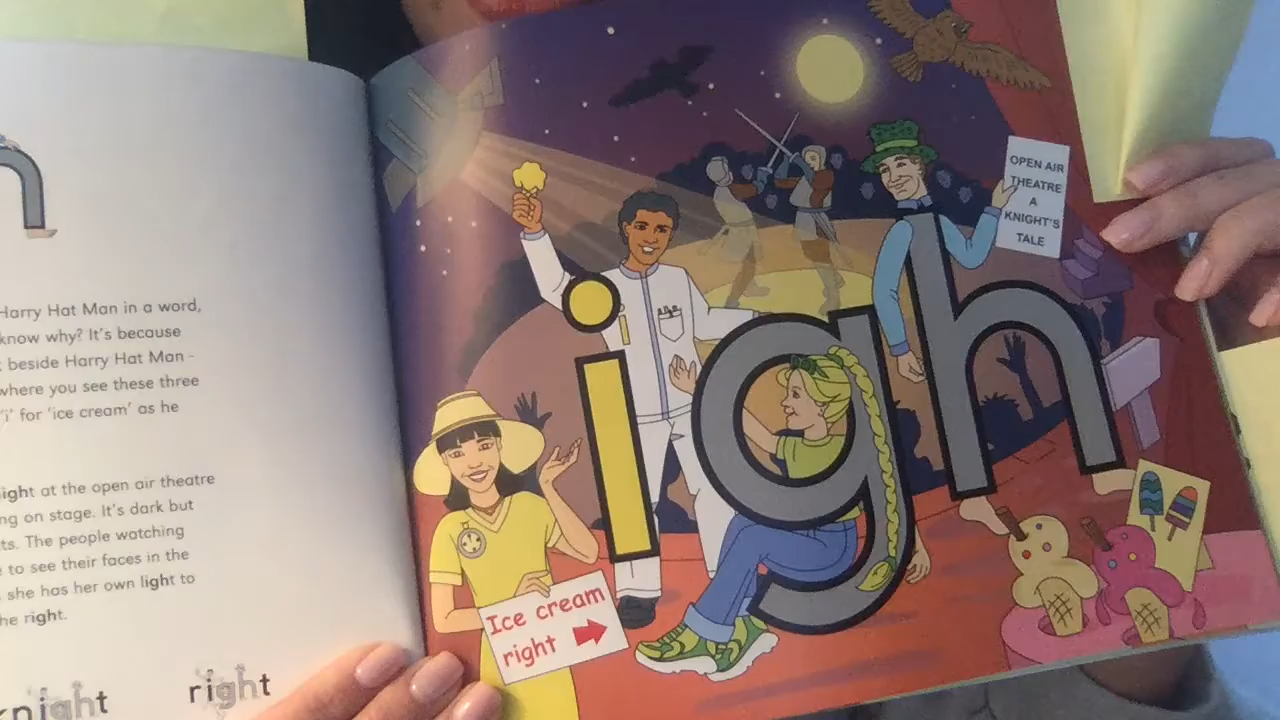 n
Harry Hat Man in a word,
know why? It's because
beside Harry Hat Man -
where you see these three
'i' for 'ice cream' as he
ight at the open air theatre
ng on stage. It's dark but
ts. The people watching
to see their faces in the
she has her own light to
he right.
knight right
OPEN AIR
THEATRE
A
KNIGHT'S
TALE
igh
Ice cream
right